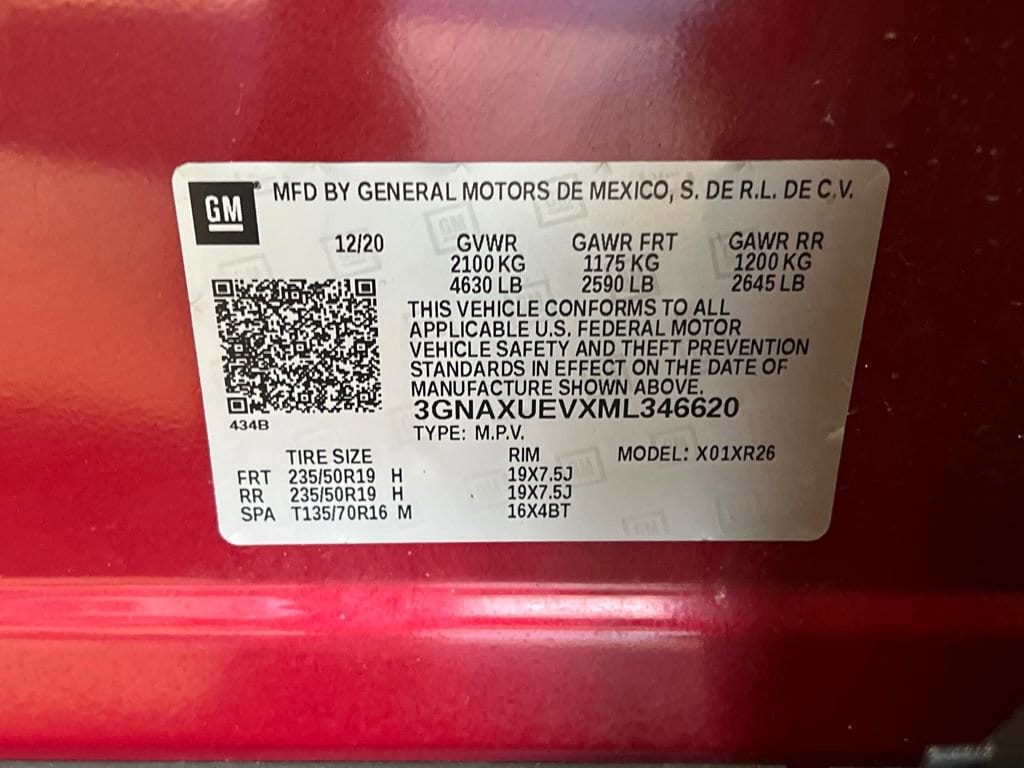 GM MFD BY GENERAL MOTORS DE MEXICO, S. DE R.L. DE C.V.
12/20 GVWR GAWR FRT GAWR RR
2100 KG 1175 KG 1200 KG
4630 LB 2590 LB 2645 LB
THIS VEHICLE CONFORMS TO ALL
APPLICABLE U.S. FEDERAL MOTOR
VEHICLE SAFETY AND THEFT PREVENTION
STANDARDS IN EFFECT ON THE DATE OF
MANUFACTURE SHOWN ABOVE.
3GNAXUEVXML346620
434B
TYPE: M.P.V.
TIRE SIZE RIM MODEL: X01XR26
FRT 235/50R19 H 19X7.5J
RR 235/50R19 H 19X7.5J
SPA T135/70R16 M 16X4BT